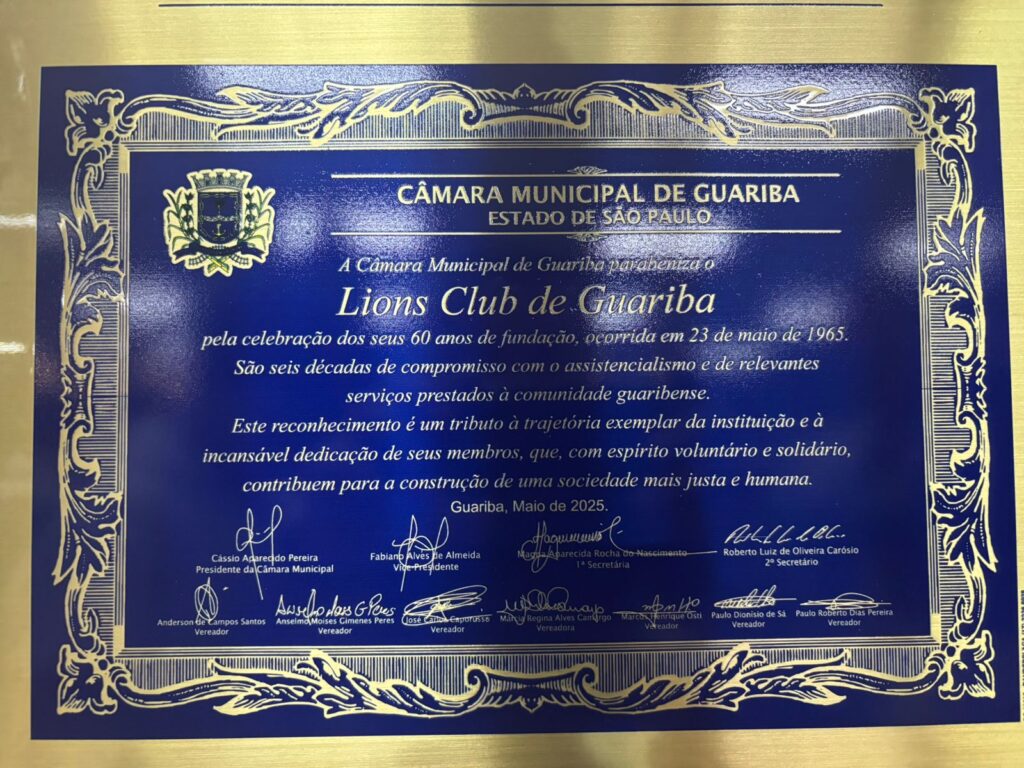 CÂMARA MUNICIPAL DE GUARIBA
ESTADO DE SÃO PAULO
A Câmara Municipal de Guariba parabeniza o
Lions Club de Guariba
pela celebração dos seus 60 anos de fundação, ocorrida em 23 de maio de 1965.
São seis décadas de compromisso com o assistencialismo e de relevantes
serviços prestados à comunidade guaribense.
Este reconhecimento é um tributo à trajetória exemplar da instituição e à
incansável dedicação de seus membros, que, com espírito voluntário e solidário,
contribuem para a construção de uma sociedade mais justa e humana.
Guariba, Maio de 2025.
Cássio Aparecido Pereira
Presidente da Câmara Municipal
Fabiano Alves de Almeida
Vice-Presidente
Magda Aparecida Rocha do Nascimento
1ª Secretária
Roberto Luiz de Oliveira Carósio
2º Secretário
Anderson de Campos Santos
Vereador
Anselmo Moises Gimenes Peres
Vereador
José Carlos Caporusso
Vereador
Marcia Regina Alves Camargo
Vereadora
Marcos Henrique Osti
Vereador
Paulo Dionisio de Sá
Vereador
Paulo Roberto Dias Pereira
Vereador